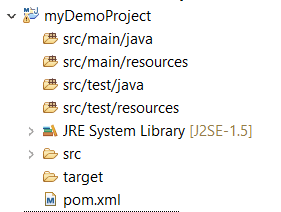 myDemoProject
src/main/java
src/main/resources
src/test/java
src/test/resources
JRE System Library [J2SE-1.5]
src
target
pom.xml